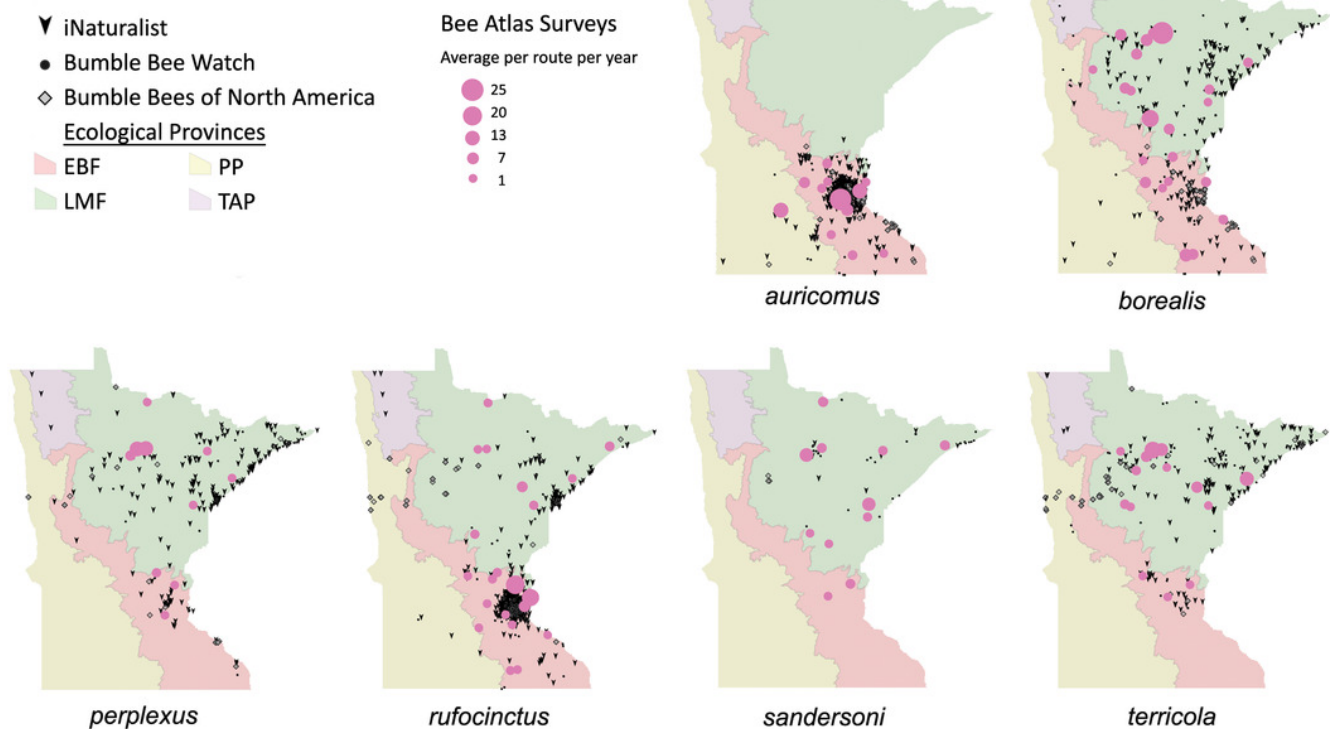 iNaturalist
Bumble Bee Watch
Bumble Bees of North America
Ecological Provinces
EBF
PP
LMF
TAP
Bee Atlas Surveys
Average per route per year
25
20
13
7
1
auricomus
borealis
perplexus
rufocinctus
sandersoni
terricola